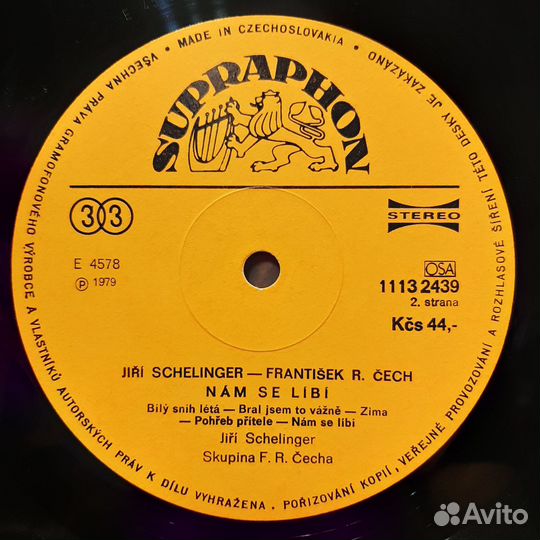 • MADE IN CZECHOSLOVAKIA •
VŠECHNA PRÁVA GRAMOFONOVÉHO VÝROBCE A VLASTNÍKŮ AUTORSKÝCH PRÁV K DÍLU VYHRAŽENA. • POŘIZOVÁNÍ KOPIÍ, VEŘEJNÉ PROVOZOVÁNÍ A ROZHLASOVÉ ŠÍŘENÍ TÉTO DESKY JE ZAKÁZÁNO
SUPRAPHON
33
STEREO
E 4578
℗ 1979
OSA
1113 2439
2. strana
Kčs 44,-
JIŘÍ SCHELINGER — FRANTIŠEK R. ČECH
NÁM SE LÍBÍ
Bílý sníh létá — Bral jsem to vážně — Zima
— Pohřeb přítele — Nám se líbí
Jiří Schelinger
Skupina F. R. Čecha
Avito